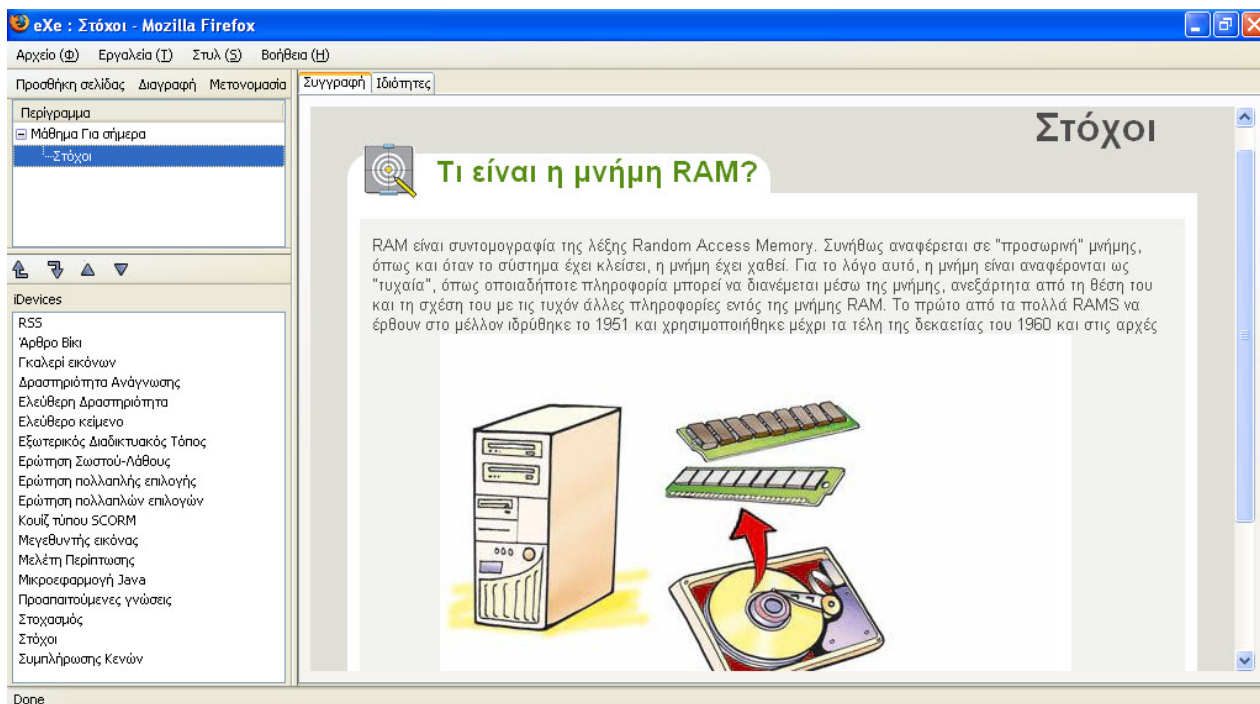 eXe : Στόχοι - Mozilla Firefox
Αρχείο (Φ) Εργαλεία (Τ) Στυλ (S) Βοήθεια (H)
Προσθήκη σελίδας Διαγραφή Μετονομασία
Περίγραμμα
Μάθημα Για σήμερα
Στόχοι
iDevices
RSS
Άρθρο Βίκι
Γκαλερί εικόνων
Δραστηριότητα Ανάγνωσης
Ελεύθερη Δραστηριότητα
Ελεύθερο κείμενο
Εξωτερικός Διαδικτυακός Τόπος
Ερώτηση Σωστού-Λάθους
Ερώτηση πολλαπλής επιλογής
Ερώτηση πολλαπλών επιλογών
Κουίζ τύπου SCORM
Μεγεθυντής εικόνας
Μελέτη Περίπτωσης
Μικροεφαρμογή Java
Προαπαιτούμενες γνώσεις
Στοχασμός
Στόχοι
Συμπλήρωσης Κενών
Συγγραφή Ιδιότητες
Στόχοι
Τι είναι η μνήμη RAM?
RAM είναι συντομογραφία της λέξης Random Access Memory. Συνήθως αναφέρεται σε "προσωρινή" μνήμης,
όπως και όταν το σύστημα έχει κλείσει, η μνήμη έχει χαθεί. Για το λόγο αυτό, η μνήμη είναι αναφέρονται ως
"τυχαία", όπως οποιαδήποτε πληροφορία μπορεί να διανέμεται μέσω της μνήμης, ανεξάρτητα από τη θέση του
και τη σχέση του με τις τυχόν άλλες πληροφορίες εντός της μνήμης RAM. Το πρώτο από τα πολλά RAMS να
έρθουν στο μέλλον ιδρύθηκε το 1951 και χρησιμοποιήθηκε μέχρι τα τέλη της δεκαετίας του 1960 και στις αρχές
Done